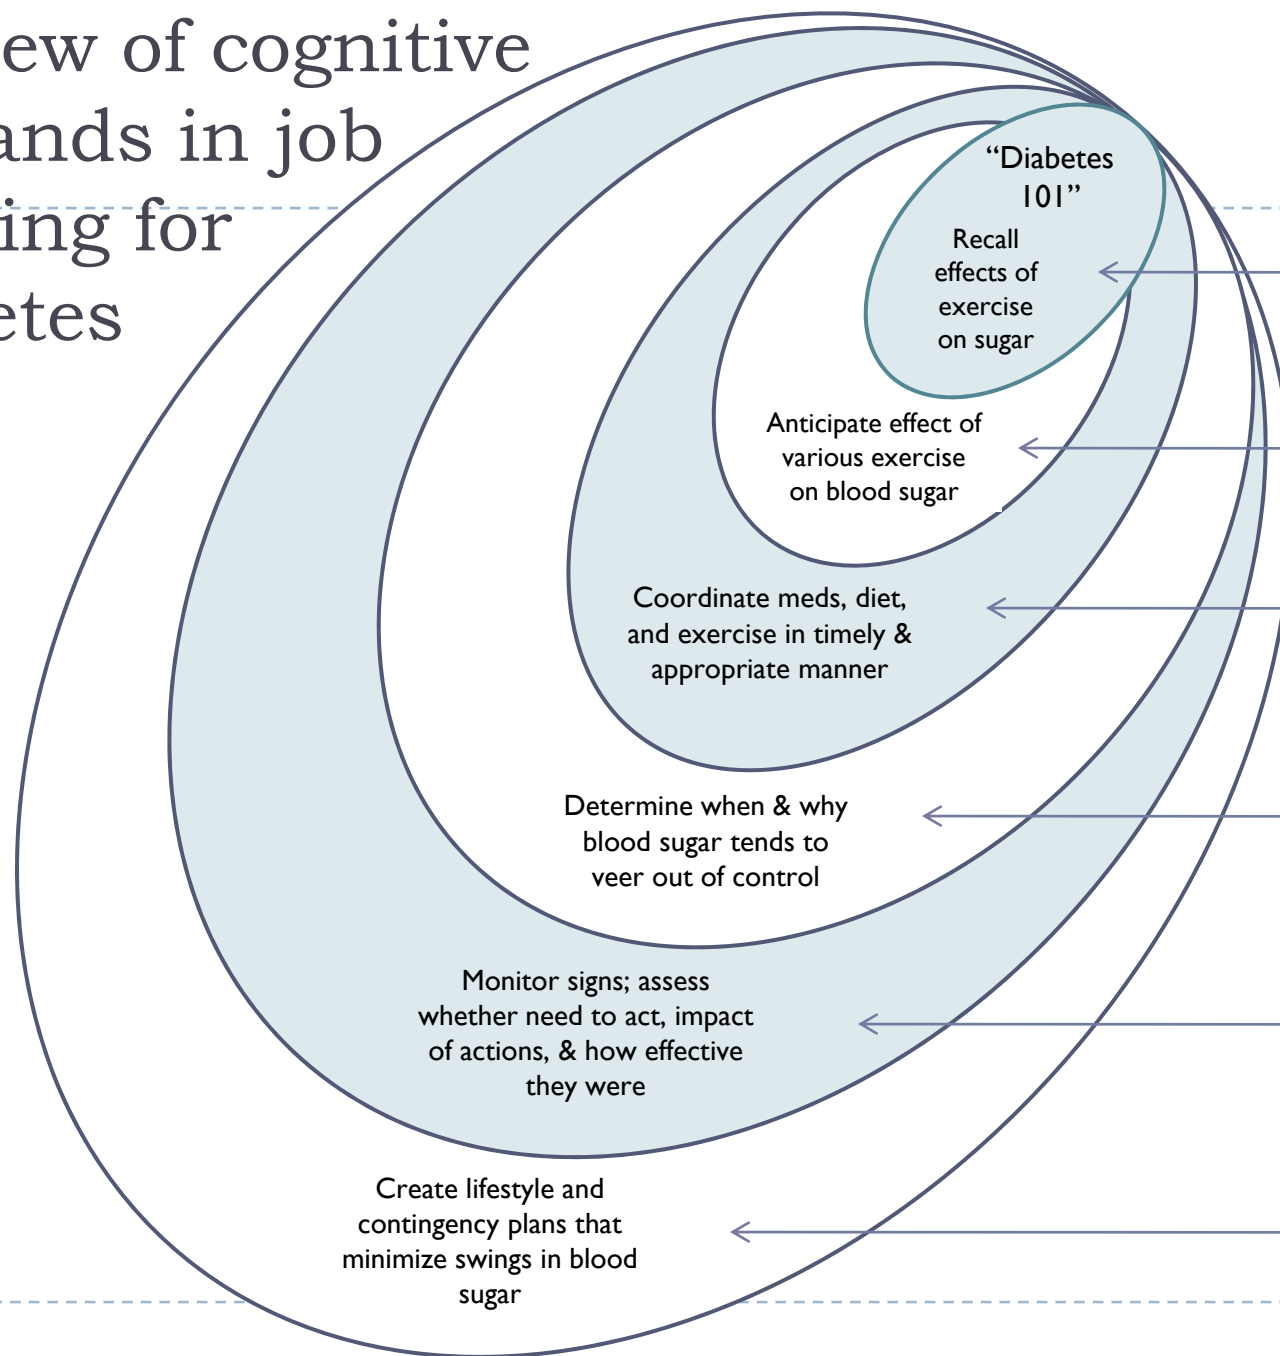 ew of cognitive
ands in job
ing for
etes
“Diabetes
101”
Recall
effects of
exercise
on sugar
Anticipate effect of
various exercise
on blood sugar
Coordinate meds, diet,
and exercise in timely &
appropriate manner
Determine when & why
blood sugar tends to
veer out of control
Monitor signs; assess
whether need to act, impact
of actions, & how effective
they were
Create lifestyle and
contingency plans that
minimize swings in blood
sugar